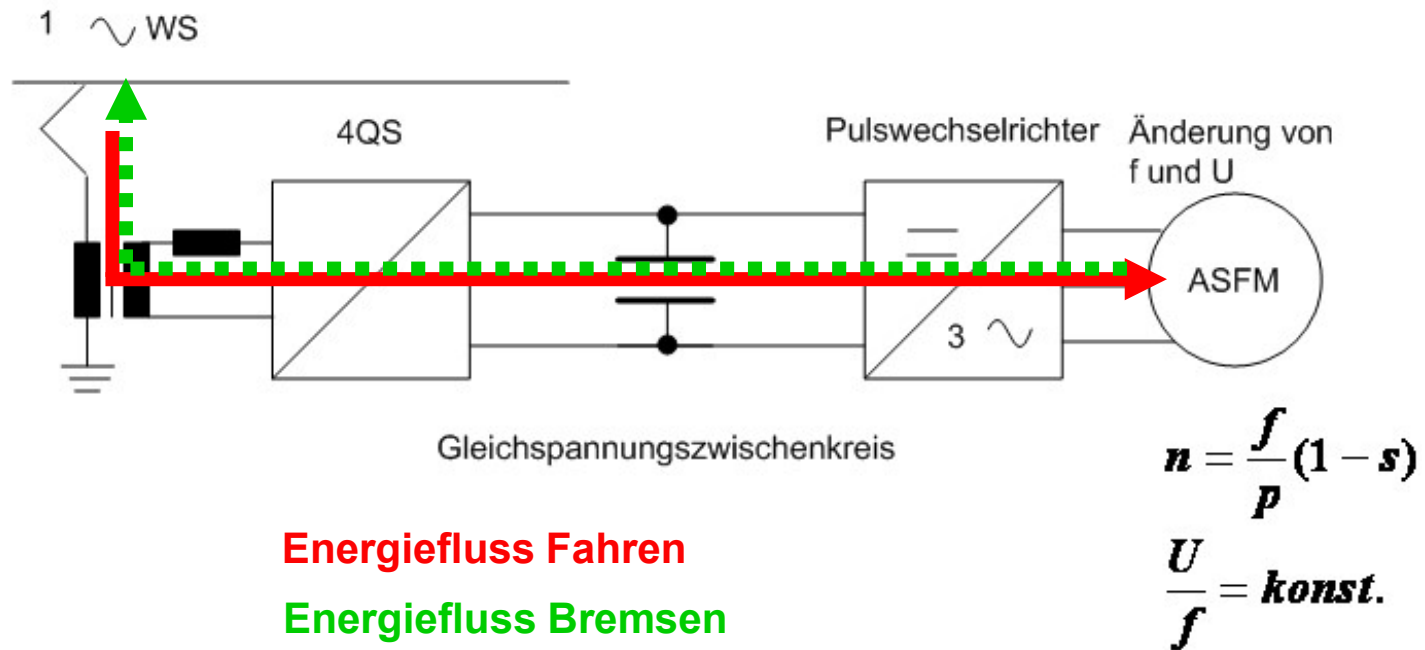 1 ∿ WS
4QS
Pulswechselrichter
Änderung von
f und U
3 ∿
ASFM
Gleichspannungszwischenkreis
n = f/p (1 − s)
U/f = konst.
Energiefluss Fahren
Energiefluss Bremsen